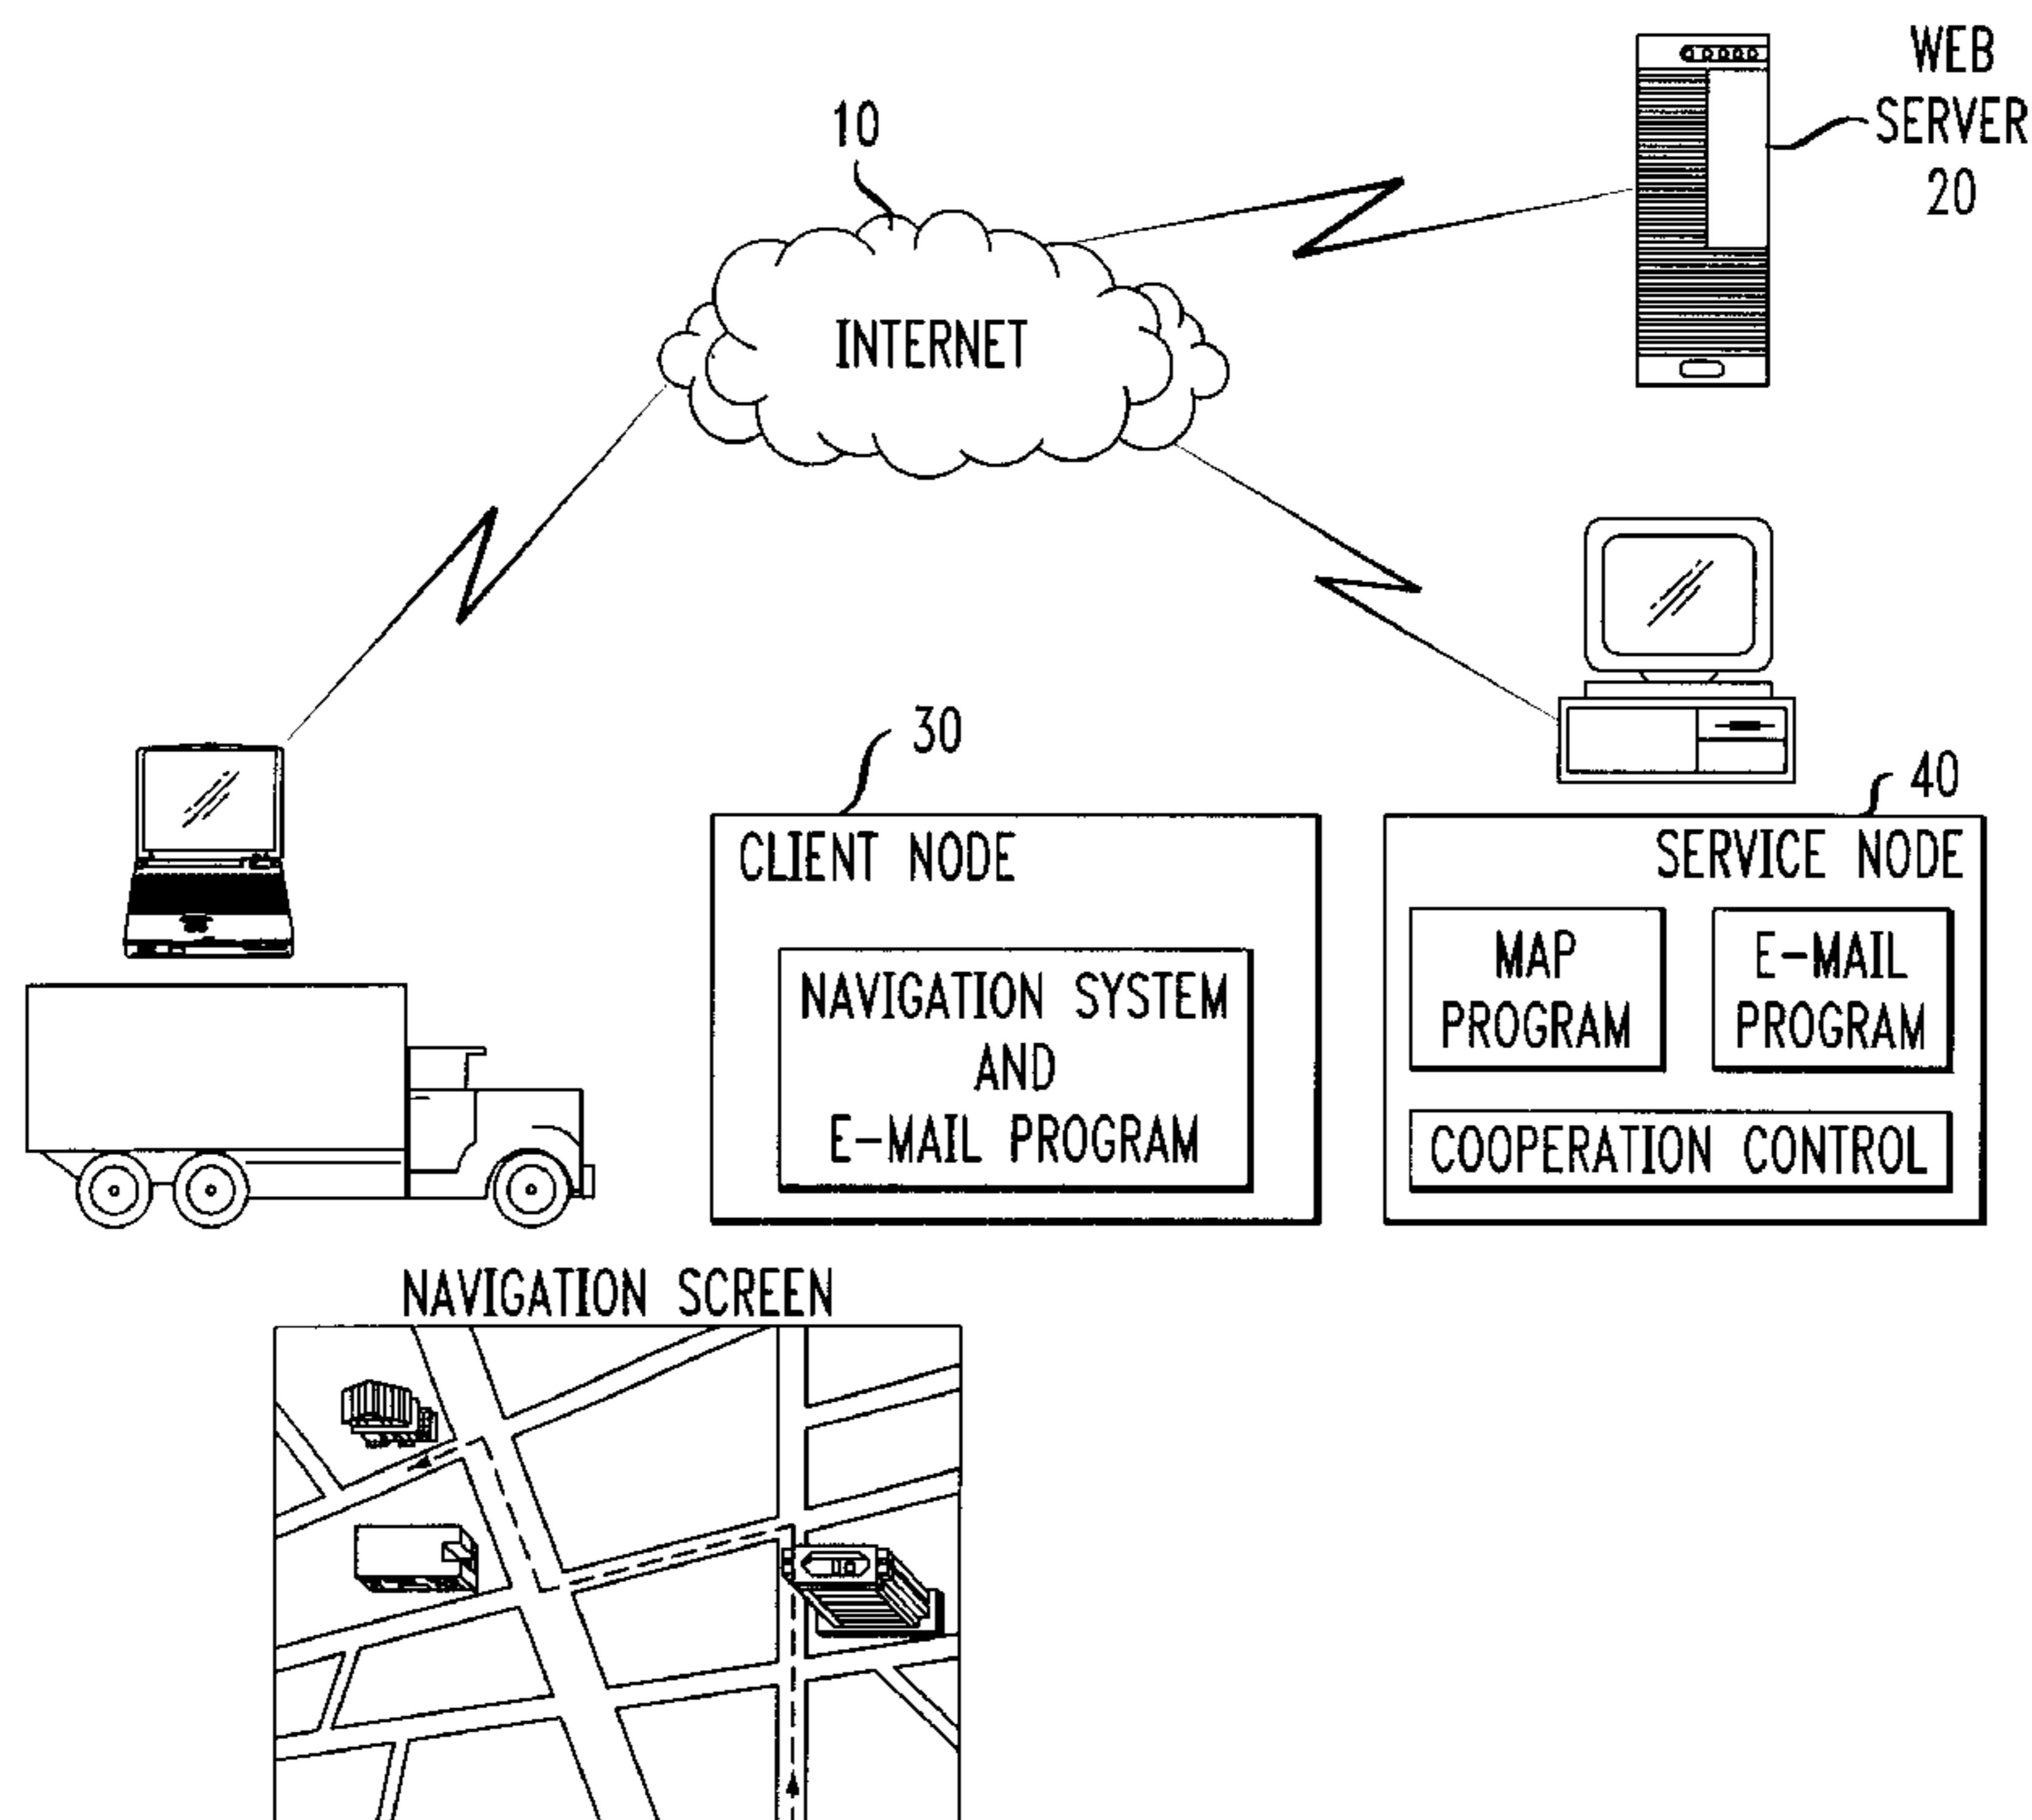 WEB
SERVER
20
10
INTERNET
30
40
CLIENT NODE
NAVIGATION SYSTEM
AND
E-MAIL PROGRAM
SERVICE NODE
MAP
PROGRAM
E-MAIL
PROGRAM
COOPERATION CONTROL
NAVIGATION SCREEN